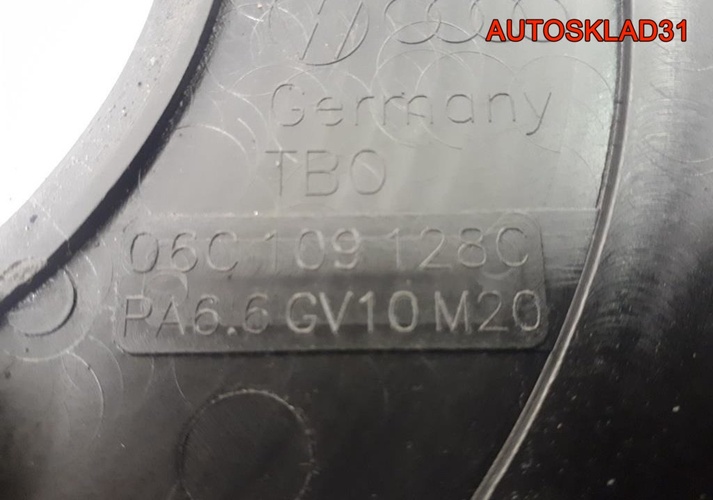 AUTOSKLAD31
Germany
TBO
06C 109 128C
PA6.6 GV10 M20